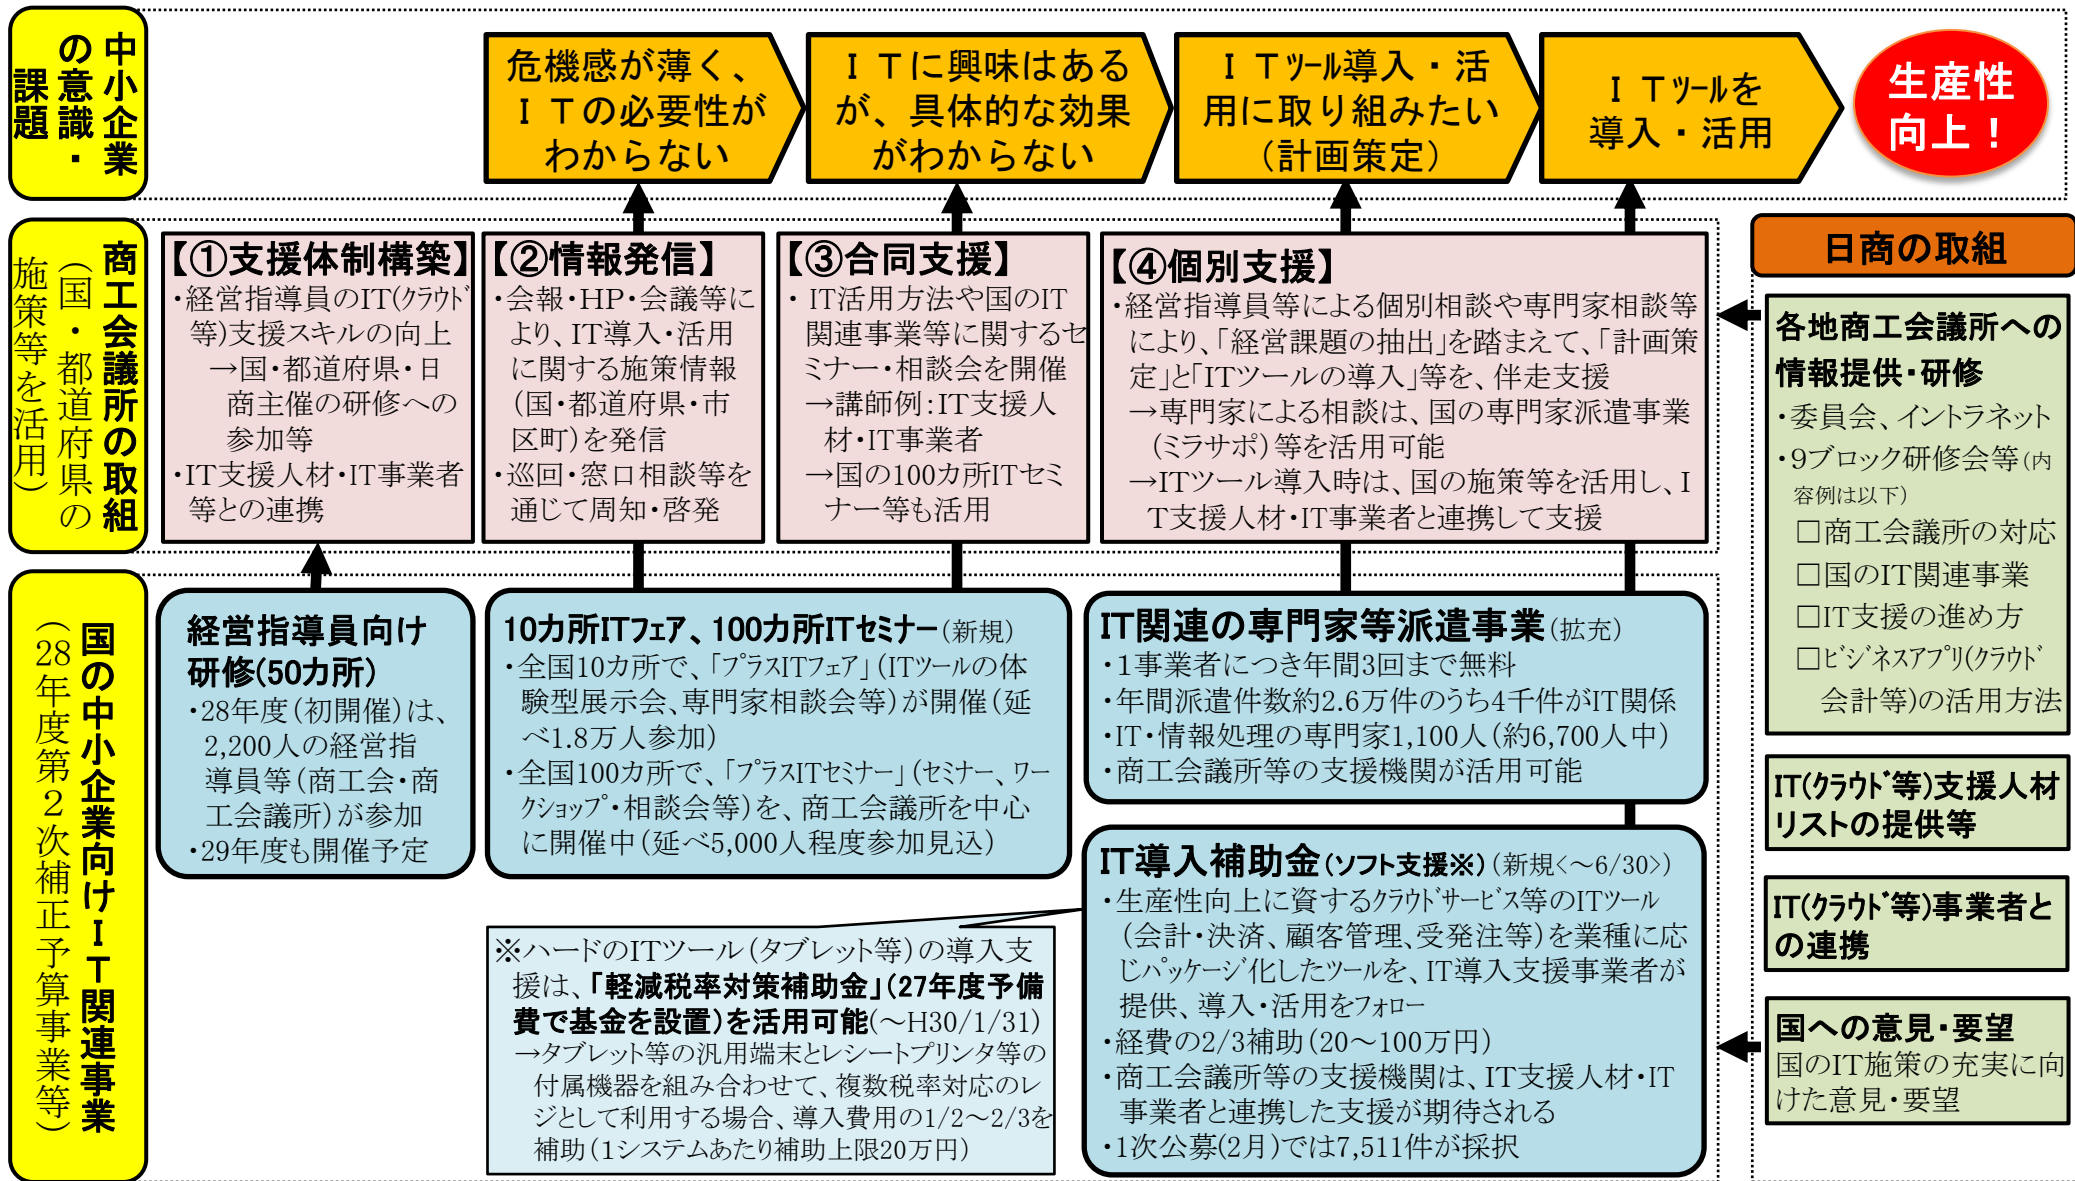 中小企業
の意識・
課題
危機感が薄く、
ＩＴの必要性が
わからない
ＩＴに興味はある
が、具体的な効果
がわからない
ＩＴﾂｰﾙ導入・活
用に取り組みたい
（計画策定）
ＩＴﾂｰﾙを
導入・活用
生産性
向上！
商工会議所の取組
（国・都道府県の
施策等を活用）
【①支援体制構築】
・経営指導員のIT(ｸﾗｳﾄﾞ
等)支援スキルの向上
→国・都道府県・日
商主催の研修への
参加等
・IT支援人材・IT事業者
等との連携
【②情報発信】
・会報・HP・会議等に
より、IT導入・活用
に関する施策情報
（国・都道府県・市
区町）を発信
・巡回・窓口相談等を
通じて周知・啓発
【③合同支援】
・IT活用方法や国のIT
関連事業等に関するセ
ミナー・相談会を開催
→講師例：IT支援人
材・IT事業者
→国の100カ所ITセミ
ナー等も活用
【④個別支援】
・経営指導員等による個別相談や専門家相談等
により、「経営課題の抽出」を踏まえて、「計画策
定」と「ITツールの導入」等を、伴走支援
→専門家による相談は、国の専門家派遣事業
（ミラサポ）等を活用可能
→ITツール導入時は、国の施策等を活用し、I
T支援人材・IT事業者と連携して支援
日商の取組
各地商工会議所への
情報提供・研修
・委員会、イントラネット
・9ブロック研修会等（内
容例は以下）
□商工会議所の対応
□国のIT関連事業
□IT支援の進め方
□ﾋﾞｼﾞﾈｽｱﾌﾟﾘ(ｸﾗｳﾄﾞ
会計等)の活用方法
IT(ｸﾗｳﾄﾞ等)支援人材
リストの提供等
IT(ｸﾗｳﾄﾞ等)事業者と
の連携
国への意見・要望
国のIT施策の充実に向
けた意見・要望
国の中小企業向けＩＴ関連事業
（28年度第２次補正予算事業等）
経営指導員向け
研修(50カ所)
・28年度（初開催）は、
2,200人の経営指
導員等（商工会・商
工会議所）が参加
・29年度も開催予定
10カ所ITフェア、100カ所ITセミナー（新規）
・全国10カ所で、「ﾌﾟﾗｽITフェア」（ITツールの体
験型展示会、専門家相談会等）が開催（延
べ1.8万人参加）
・全国100カ所で、「ﾌﾟﾗｽITセミナー」（セミナー、ワー
ｸｼｮｯﾌﾟ・相談会等）を、商工会議所を中心
に開催中（延べ5,000人程度参加見込）
IT関連の専門家等派遣事業（拡充）
・1事業者につき年間3回まで無料
・年間派遣件数約2.6万件のうち4千件がIT関係
・IT・情報処理の専門家1,100人（約6,700人中）
・商工会議所等の支援機関が活用可能
IT導入補助金（ソフト支援※）（新規<～6/30>）
・生産性向上に資するｸﾗｳﾄﾞｻｰﾋﾞｽ等のITツール
（会計・決済、顧客管理、受発注等）を業種に応
じﾊﾟｯｹｰｼﾞ化したツールを、IT導入支援事業者が
提供、導入・活用をフォロー
・経費の2/3補助（20～100万円）
・商工会議所等の支援機関は、IT支援人材・IT
事業者と連携した支援が期待される
・1次公募(2月)では7,511件が採択
※ハードのITツール（タブレット等）の導入支
援は、「軽減税率対策補助金」（27年度予備
費で基金を設置）を活用可能（～H30/1/31）
→タブレット等の汎用端末とレシートプリンタ等の
付属機器を組み合わせて、複数税率対応のレ
ジとして利用する場合、導入費用の1/2～2/3を
補助（1システムあたり補助上限20万円）